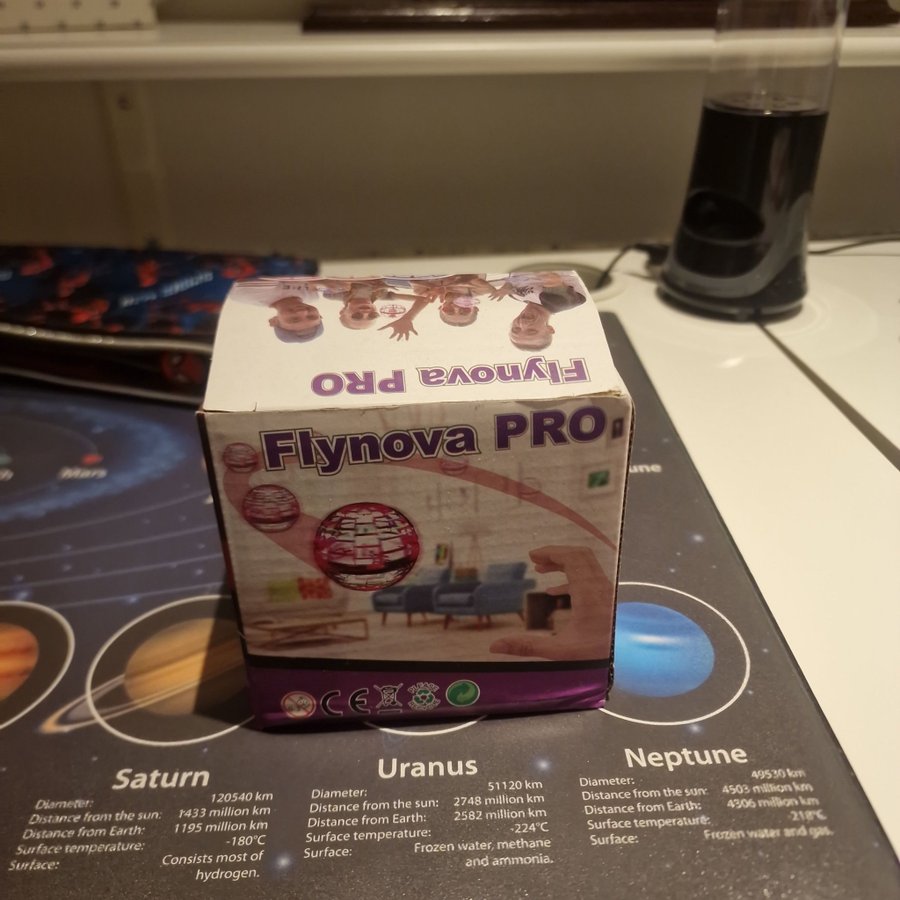 Flynova PRO
Flynova PRO
Mars
une
CE
PLEASE
Saturn
Diameter: 120540 km
Distance from the sun: 1433 million km
Distance from Earth: 1195 million km
Surface temperature: -180°C
Surface: Consists most of
hydrogen.
Uranus
Diameter: 51120 km
Distance from the sun: 2748 million km
Distance from Earth: 2582 million km
Surface temperature: -224°C
Surface: Frozen water, methane
and ammonia.
Neptune
Diameter: 49530 km
Distance from the sun: 4503 million km
Distance from Earth: 4306 million km
Surface temperature: -218°C
Surface: Frozen water and gas.